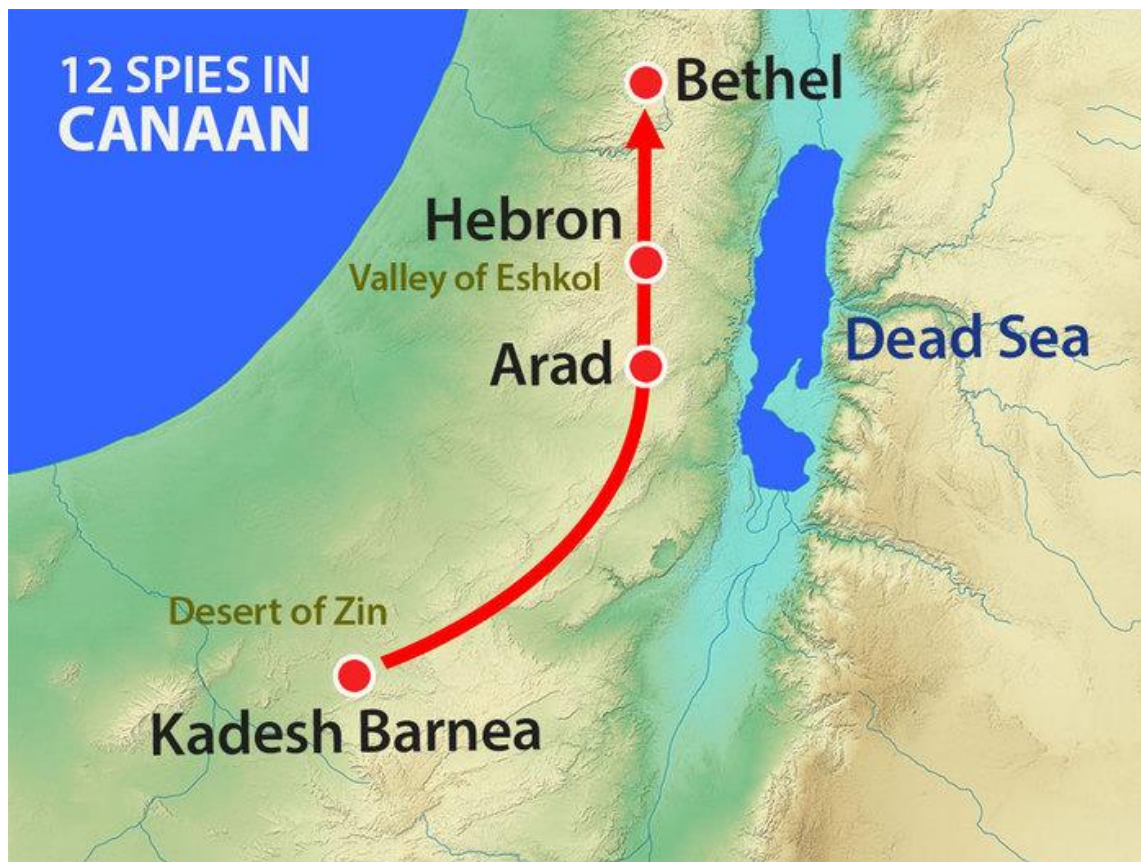 12 SPIES IN
CANAAN
Bethel
Hebron
Valley of Eshkol
Arad
Dead Sea
Desert of Zin
Kadesh Barnea